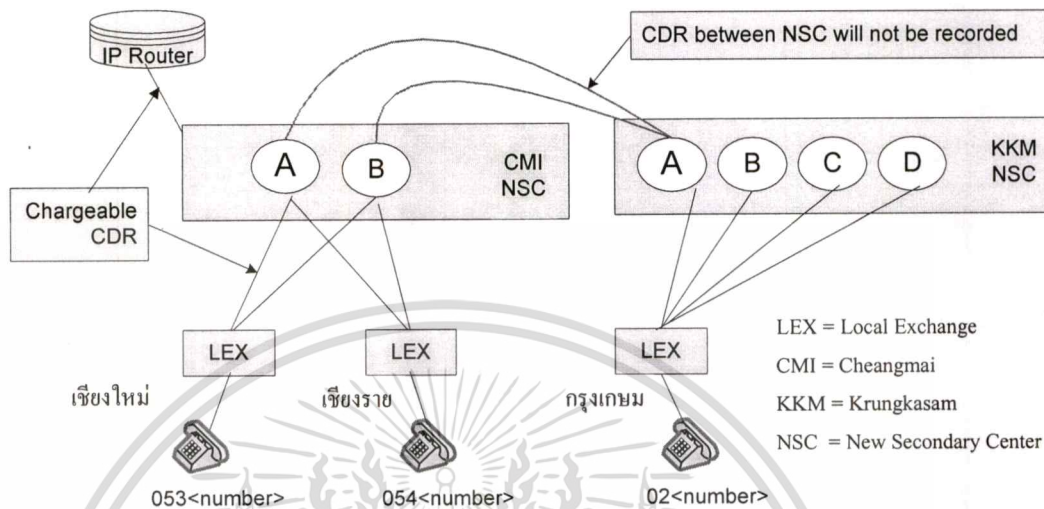 IP Router
CDR between NSC will not be recorded
A
B
CMI
NSC
A
B
C
D
KKM
NSC
Chargeable
CDR
LEX
LEX
LEX
เชียงใหม่
เชียงราย
กรุงเกษม
053<number>
054<number>
02<number>
LEX = Local Exchange
CMI = Cheangmai
KKM = Krungkasam
NSC = New Secondary Center